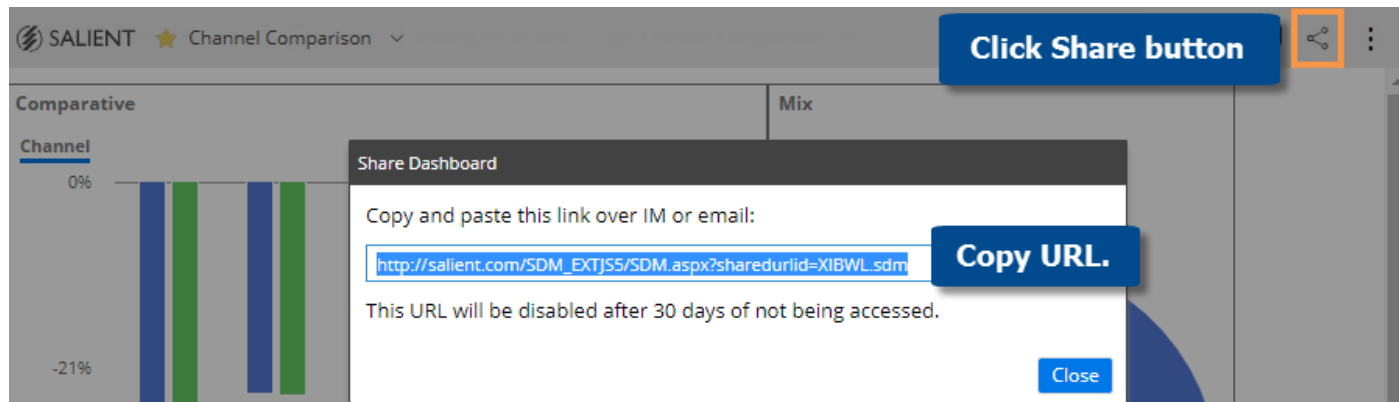 SALIENT Channel Comparison
Click Share button
Comparative
Mix
Channel
0%
Share Dashboard
Copy and paste this link over IM or email:
http://salient.com/SDM_EXTJS5/SDM.aspx?sharedurlid=XIBWL.sdm
Copy URL.
This URL will be disabled after 30 days of not being accessed.
-21%
Close